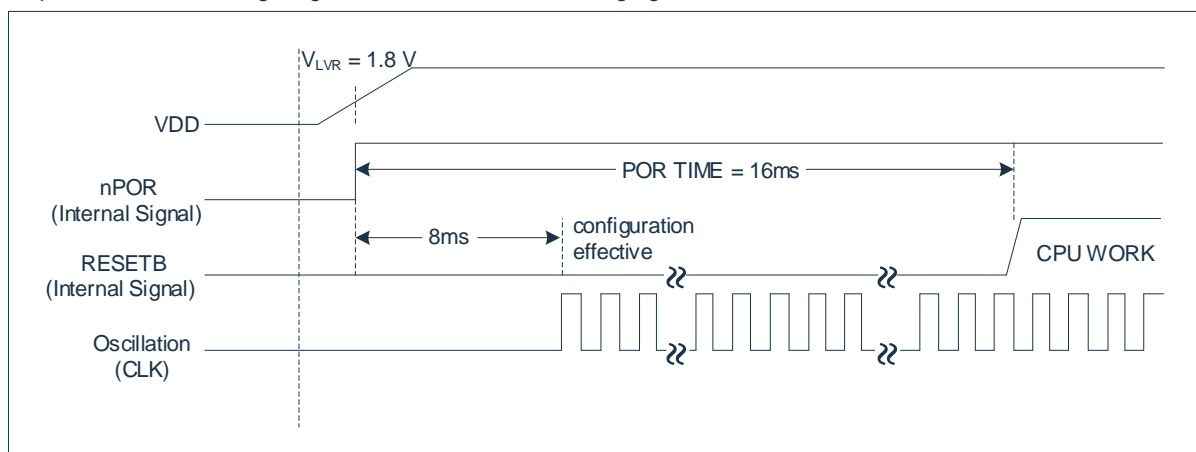 V_LVR = 1.8 V
VDD
nPOR
(Internal Signal)
POR TIME = 16ms
8ms
configuration
effective
RESETB
(Internal Signal)
CPU WORK
Oscillation
(CLK)